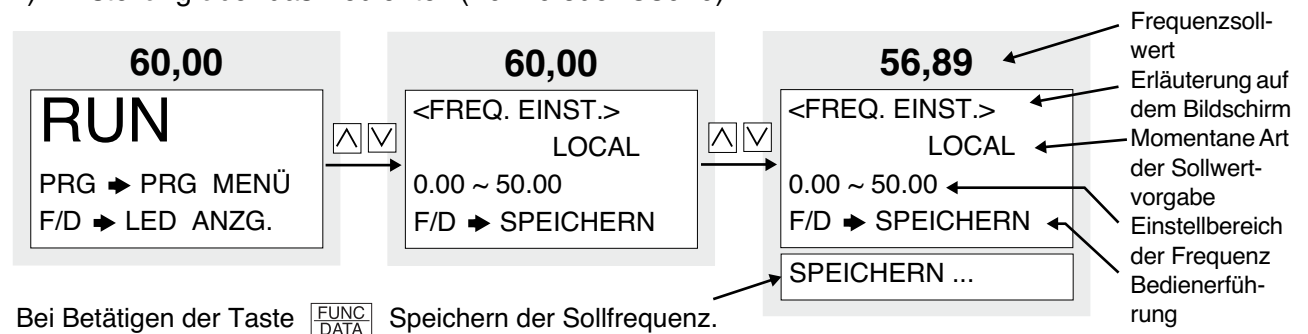 60,00
RUN
PRG ➡ PRG MENÜ
F/D ➡ LED ANZG.
60,00
<FREQ. EINST.>
LOCAL
0.00 ~ 50.00
F/D ➡ SPEICHERN
56,89
<FREQ. EINST.>
LOCAL
0.00 ~ 50.00
F/D ➡ SPEICHERN
SPEICHERN ...
Frequenzsoll-
wert
Erläuterung auf
dem Bildschirm
Momentane Art
der Sollwert-
vorgabe
Einstellbereich
der Frequenz
Bedienerfüh-
rung
Bei Betätigen der Taste FUNC DATA Speichern der Sollfrequenz.